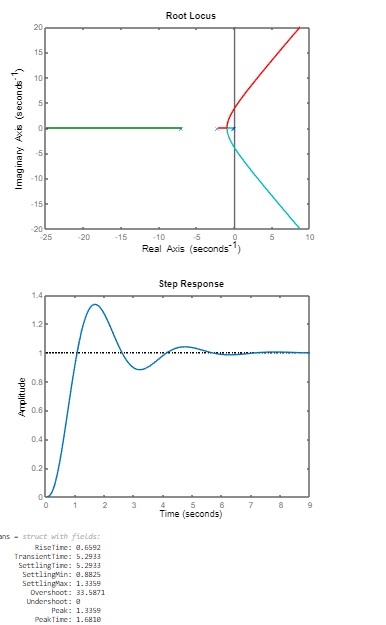 Root Locus
20
15
10
5
0
-5
-10
-15
-20
Imaginary Axis (seconds-1)
-25 -20 -15 -10 -5 0 5 10
Real Axis (seconds-1)
Step Response
1.4
1.2
1
0.8
0.6
0.4
0.2
0
Amplitude
0 1 2 3 4 5 6 7 8 9
Time (seconds)
ans = struct with fields:
RiseTime: 0.6592
TransientTime: 5.2933
SettlingTime: 5.2933
SettlingMin: 0.8825
SettlingMax: 1.3359
Overshoot: 33.5871
Undershoot: 0
Peak: 1.3359
PeakTime: 1.6810